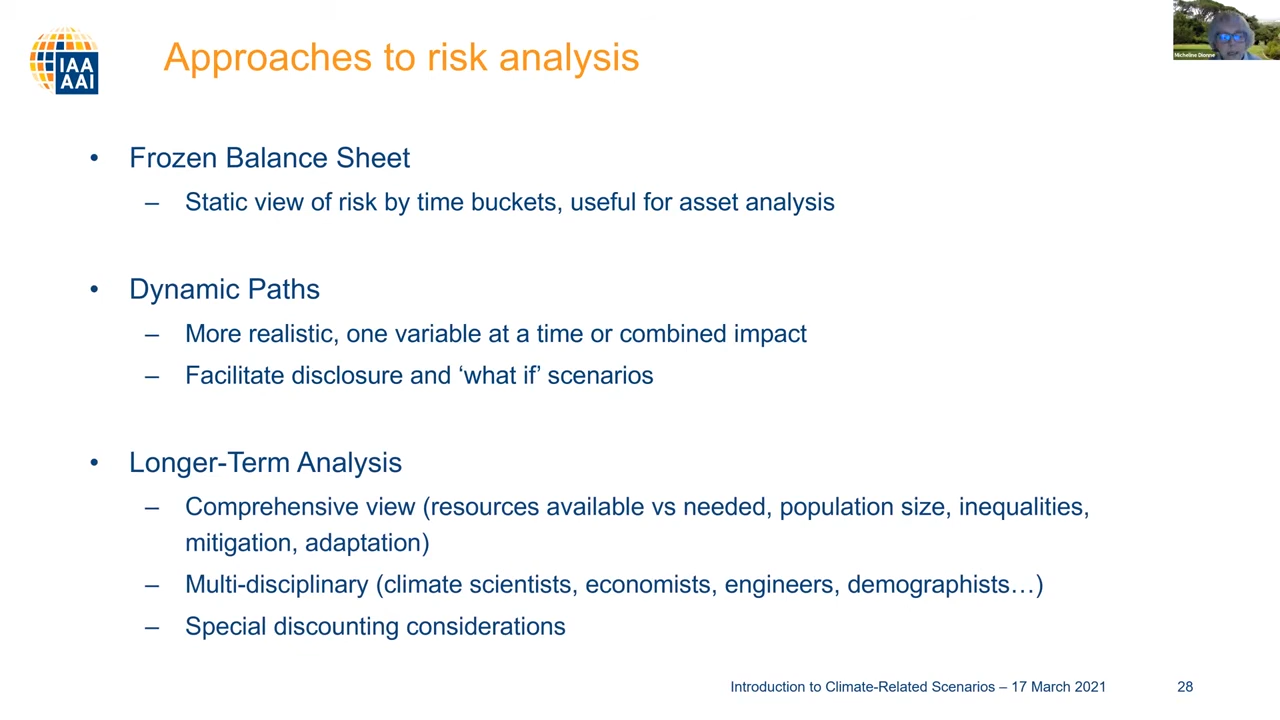 IAA
AAI
Approaches to risk analysis
Micheline Dionne
• Frozen Balance Sheet
– Static view of risk by time buckets, useful for asset analysis
• Dynamic Paths
– More realistic, one variable at a time or combined impact
– Facilitate disclosure and ‘what if’ scenarios
• Longer-Term Analysis
– Comprehensive view (resources available vs needed, population size, inequalities,
mitigation, adaptation)
– Multi-disciplinary (climate scientists, economists, engineers, demographists…)
– Special discounting considerations
Introduction to Climate-Related Scenarios – 17 March 2021 28